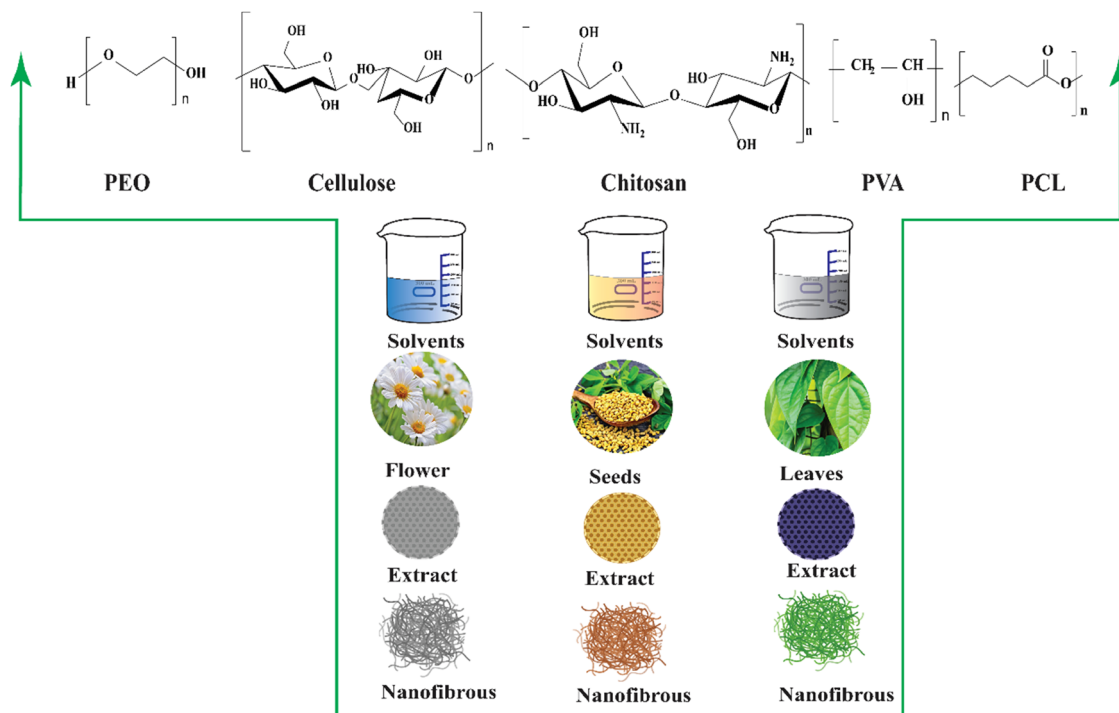 H O OH n
OH O HO OH O HO OH O OH O n
OH O O HO NH2 O NH2 HO O O OH n
CH2 CH OH n
O O n
PEO
Cellulose
Chitosan
PVA
PCL
Solvents
Solvents
Solvents
Flower
Seeds
Leaves
Extract
Extract
Extract
Nanofibrous
Nanofibrous
Nanofibrous